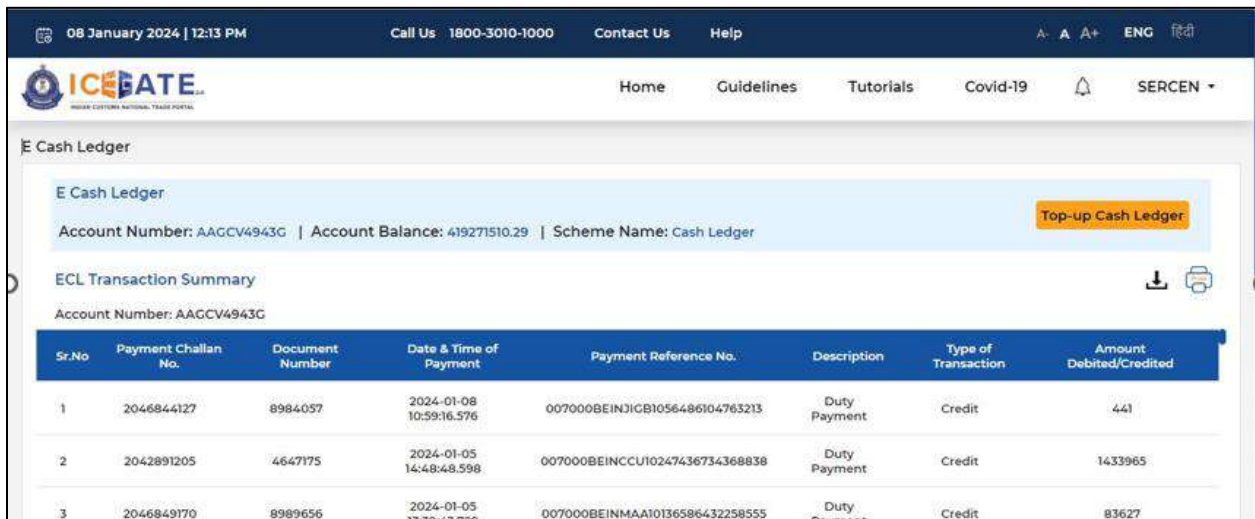 08 January 2024 | 12:13 PM Call Us 1800-3010-1000 Contact Us Help A- A A+ ENG हिंदी
ICEGATE
INDIAN CUSTOMS NATIONAL TRADE PORTAL
Home Guidelines Tutorials Covid-19 SERCEN
E Cash Ledger
E Cash Ledger
Top-up Cash Ledger
Account Number: AAGCV4943G | Account Balance: 419271510.29 | Scheme Name: Cash Ledger
ECL Transaction Summary
Account Number: AAGCV4943G
Sr.No Payment Challan No. Document Number Date & Time of Payment Payment Reference No. Description Type of Transaction Amount Debited/Credited
1 2046844127 8984057 2024-01-08 10:59:16.576 007000BEINJIGB1056486104763213 Duty Payment Credit 441
2 2042891205 4647175 2024-01-05 14:48:48.598 007000BEINCCU10247436734368838 Duty Payment Credit 1433965
3 2046849170 8989656 2024-01-05 007000BEINMAA10136586432258555 Duty Credit 83627